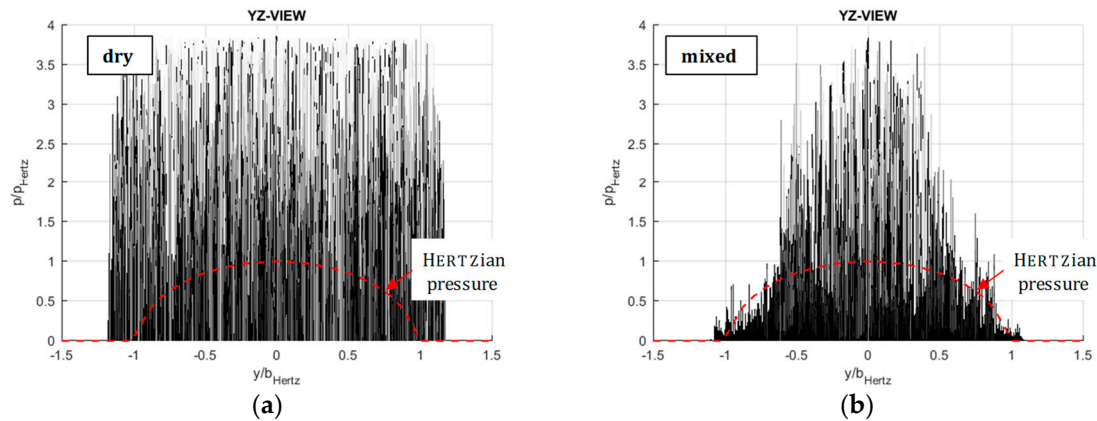 YZ-VIEW
dry
4
3.5
3
2.5
2
1.5
1
0.5
0
p/pHertz
-1.5
-1
-0.5
0
0.5
1
1.5
y/bHertz
HERTZian
pressure
(a)
YZ-VIEW
mixed
4
3.5
3
2.5
2
1.5
1
0.5
0
p/pHertz
-1.5
-1
-0.5
0
0.5
1
1.5
y/bHertz
HERTZian
pressure
(b)